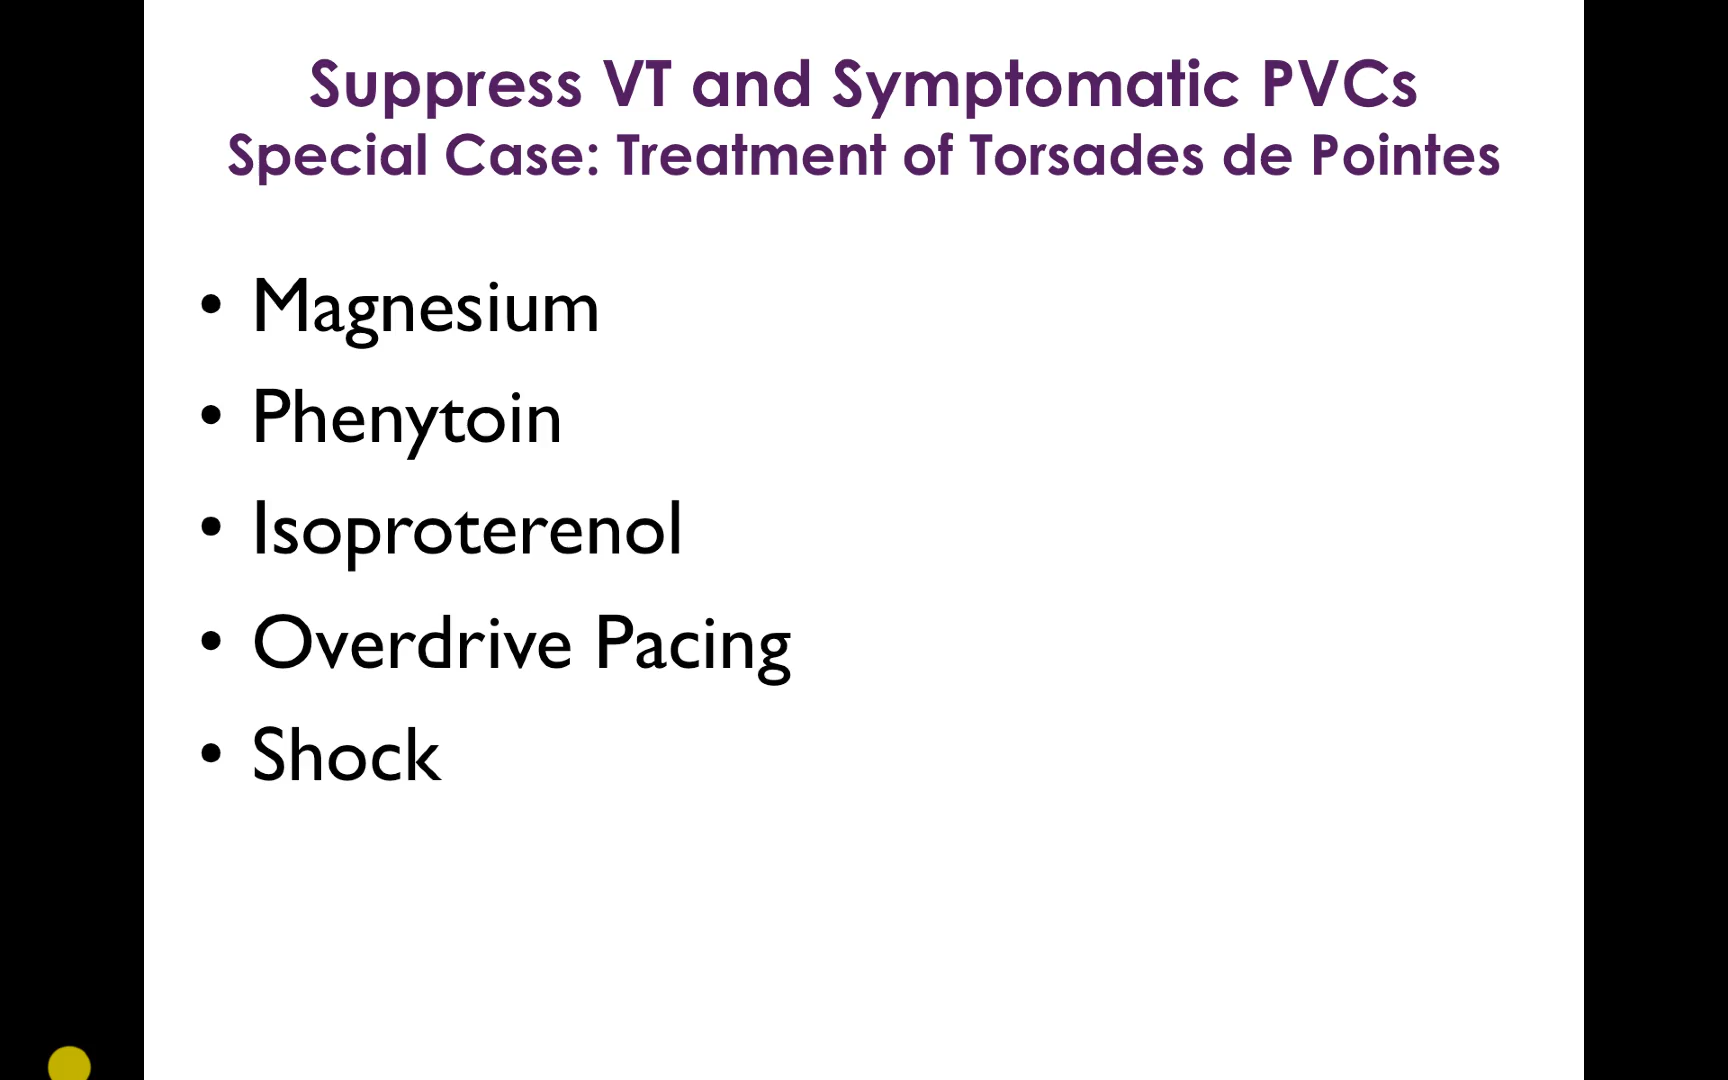 Suppress VT and Symptomatic PVCs
Special Case: Treatment of Torsades de Pointes
• Magnesium
• Phenytoin
• Isoproterenol
• Overdrive Pacing
• Shock